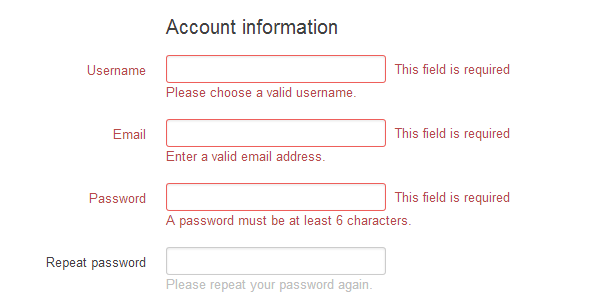 Account information
Username This field is required
Please choose a valid username.
Email This field is required
Enter a valid email address.
Password This field is required
A password must be at least 6 characters.
Repeat password
Please repeat your password again.